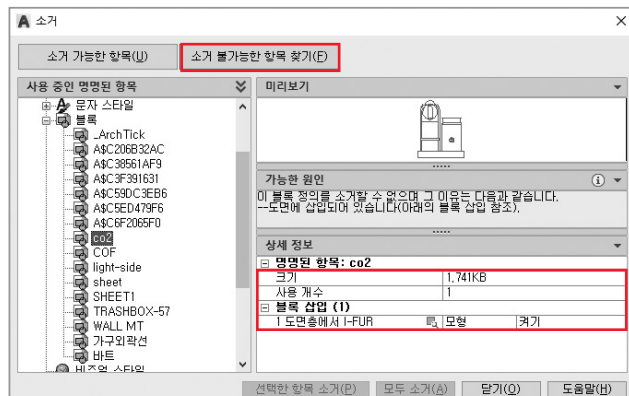 소거
소거 가능한 항목(U)
소거 불가능한 항목 찾기(F)
사용 중인 명명된 항목
문자 스타일
블록
_ArchTick
A$C206B32AC
A$C38561AF9
A$C3F391631
A$C59DC3EB6
A$C5ED479F6
A$C6F2065F0
co2
COF
light-side
sheet
SHEET1
TRASHBOX-57
WALL MT
가구외곽선
바트
비주얼 스타일
미리보기
가능한 원인
이 블록 정의를 소거할 수 없으며 그 이유는 다음과 같습니다.
--도면에 삽입되어 있습니다(아래의 블록 삽입 참조).
상세 정보
명명된 항목: co2
크기 1,741KB
사용 개수 1
블록 삽입 (1)
1 도면층에서 I-FUR 모형 켜기
선택한 항목 소거(P) 모두 소거(A) 닫기(O) 도움말(H)